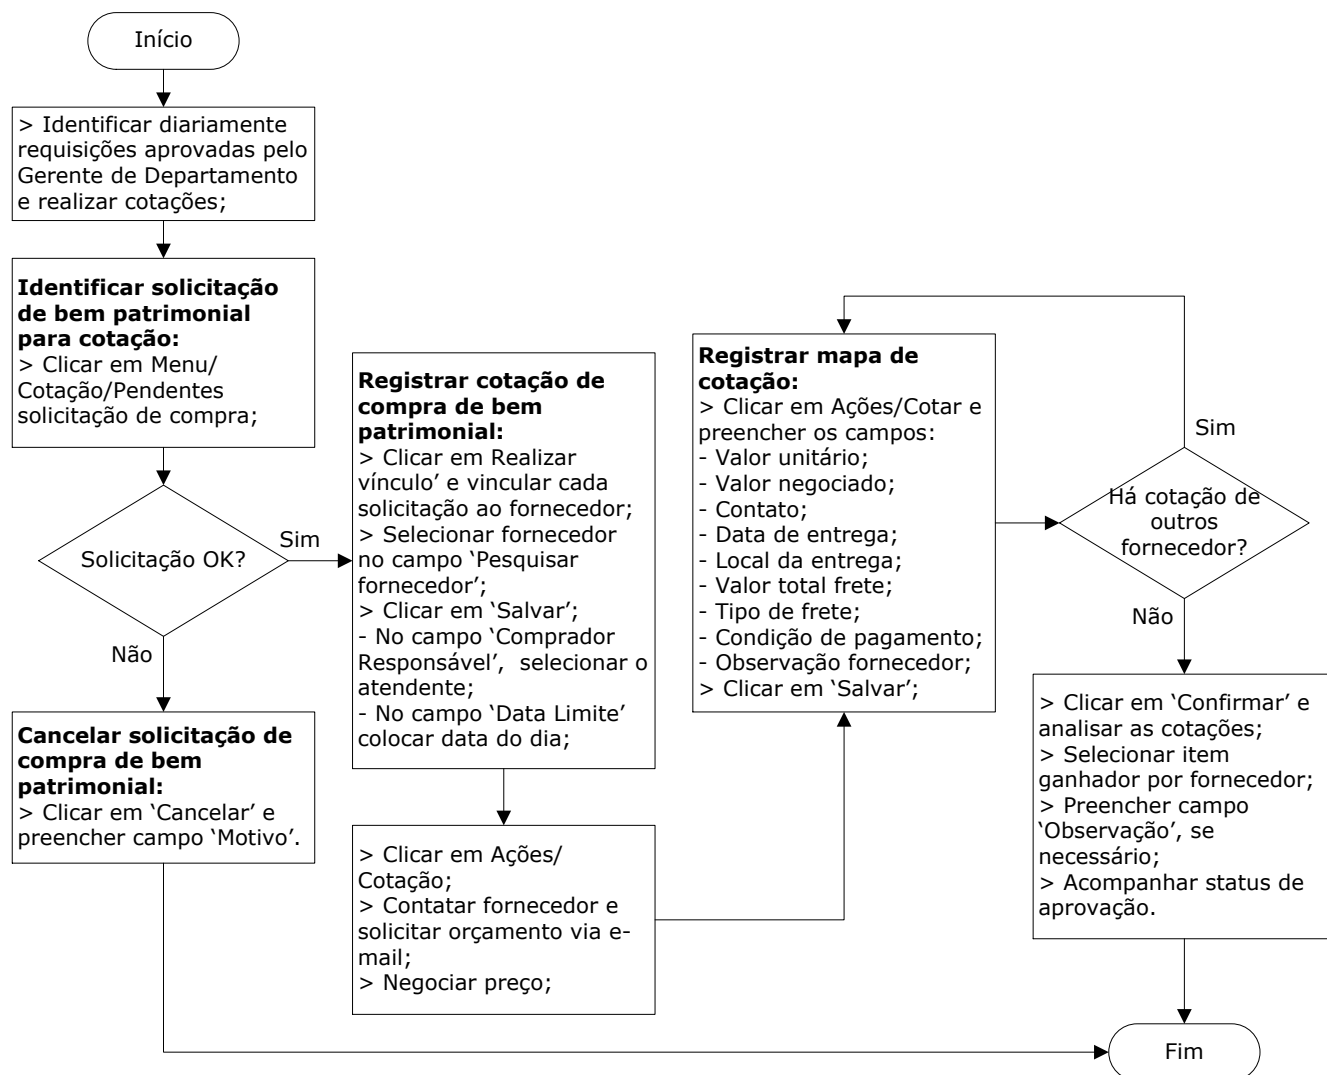 Início
> Identificar diariamente
requisições aprovadas pelo
Gerente de Departamento
e realizar cotações;
Identificar solicitação
de bem patrimonial
para cotação:
> Clicar em Menu/
Cotação/Pendentes
solicitação de compra;
Solicitação OK?
Sim
Não
Cancelar solicitação de
compra de bem
patrimonial:
> Clicar em ‘Cancelar’ e
preencher campo ‘Motivo’.
Registrar cotação de
compra de bem
patrimonial:
> Clicar em Realizar
vínculo’ e vincular cada
solicitação ao fornecedor;
> Selecionar fornecedor
no campo ‘Pesquisar
fornecedor’;
> Clicar em ‘Salvar’;
- No campo ‘Comprador
Responsável’, selecionar o
atendente;
- No campo ‘Data Limite’
colocar data do dia;
> Clicar em Ações/
Cotação;
> Contatar fornecedor e
solicitar orçamento via e-
mail;
> Negociar preço;
Registrar mapa de
cotação:
> Clicar em Ações/Cotar e
preencher os campos:
- Valor unitário;
- Valor negociado;
- Contato;
- Data de entrega;
- Local da entrega;
- Valor total frete;
- Tipo de frete;
- Condição de pagamento;
- Observação fornecedor;
> Clicar em ‘Salvar’;
Sim
Há cotação de
outros
fornecedor?
Não
> Clicar em ‘Confirmar’ e
analisar as cotações;
> Selecionar item
ganhador por fornecedor;
> Preencher campo
‘Observação’, se
necessário;
> Acompanhar status de
aprovação.
Fim